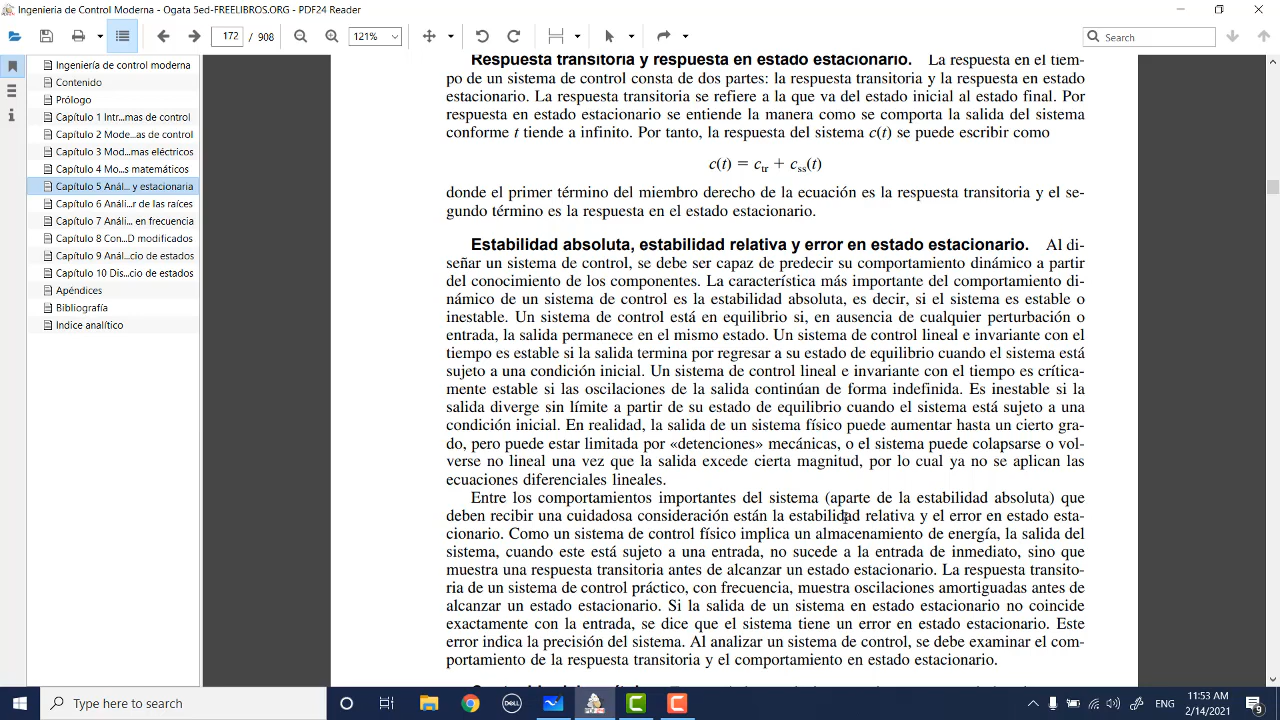 Ingeniería de Control Moderna - Ogata 5ed-FREELIBROS.ORG - PDF24 Reader
172 / 908
121%
Search
Ingeniería de control moderna
Contenido
Prólogo
Capítulo 1 Intr...mas de control
Capítulo 2 Mode...as de control
Capítulo 3 Mod...mas eléctricos
Capítulo 4 Mo...s matemáticos
Capítulo 5 Anál... y estacionaria
Capítulo 6 Análi...r de las raíces
Capítulo 7 Análi... en frecuencia
Capítulo 8 Con...D modificados
Capítulo 9 Anál...cio de estados
Capítulo 10 Dis...cio de estados
Apéndices
Bibliografía
Indice analítico
Respuesta transitoria y respuesta en estado estacionario. La respuesta en el tiem-
po de un sistema de control consta de dos partes: la respuesta transitoria y la respuesta en estado
estacionario. La respuesta transitoria se refiere a la que va del estado inicial al estado final. Por
respuesta en estado estacionario se entiende la manera como se comporta la salida del sistema
conforme t tiende a infinito. Por tanto, la respuesta del sistema c(t) se puede escribir como
c(t) = ctr + css(t)
donde el primer término del miembro derecho de la ecuación es la respuesta transitoria y el se-
gundo término es la respuesta en el estado estacionario.
Estabilidad absoluta, estabilidad relativa y error en estado estacionario. Al di-
señar un sistema de control, se debe ser capaz de predecir su comportamiento dinámico a partir
del conocimiento de los componentes. La característica más importante del comportamiento di-
námico de un sistema de control es la estabilidad absoluta, es decir, si el sistema es estable o
inestable. Un sistema de control está en equilibrio si, en ausencia de cualquier perturbación o
entrada, la salida permanece en el mismo estado. Un sistema de control lineal e invariante con el
tiempo es estable si la salida termina por regresar a su estado de equilibrio cuando el sistema está
sujeto a una condición inicial. Un sistema de control lineal e invariante con el tiempo es crítica-
mente estable si las oscilaciones de la salida continúan de forma indefinida. Es inestable si la
salida diverge sin límite a partir de su estado de equilibrio cuando el sistema está sujeto a una
condición inicial. En realidad, la salida de un sistema físico puede aumentar hasta un cierto gra-
do, pero puede estar limitada por «detenciones» mecánicas, o el sistema puede colapsarse o vol-
verse no lineal una vez que la salida excede cierta magnitud, por lo cual ya no se aplican las
ecuaciones diferenciales lineales.
Entre los comportamientos importantes del sistema (aparte de la estabilidad absoluta) que
deben recibir una cuidadosa consideración están la estabilidad relativa y el error en estado esta-
cionario. Como un sistema de control físico implica un almacenamiento de energía, la salida del
sistema, cuando este está sujeto a una entrada, no sucede a la entrada de inmediato, sino que
muestra una respuesta transitoria antes de alcanzar un estado estacionario. La respuesta transito-
ria de un sistema de control práctico, con frecuencia, muestra oscilaciones amortiguadas antes de
alcanzar un estado estacionario. Si la salida de un sistema en estado estacionario no coincide
exactamente con la entrada, se dice que el sistema tiene un error en estado estacionario. Este
error indica la precisión del sistema. Al analizar un sistema de control, se debe examinar el com-
portamiento de la respuesta transitoria y el comportamiento en estado estacionario.
Type here to search
DELL
ENG
11:53 AM
2/14/2021
9